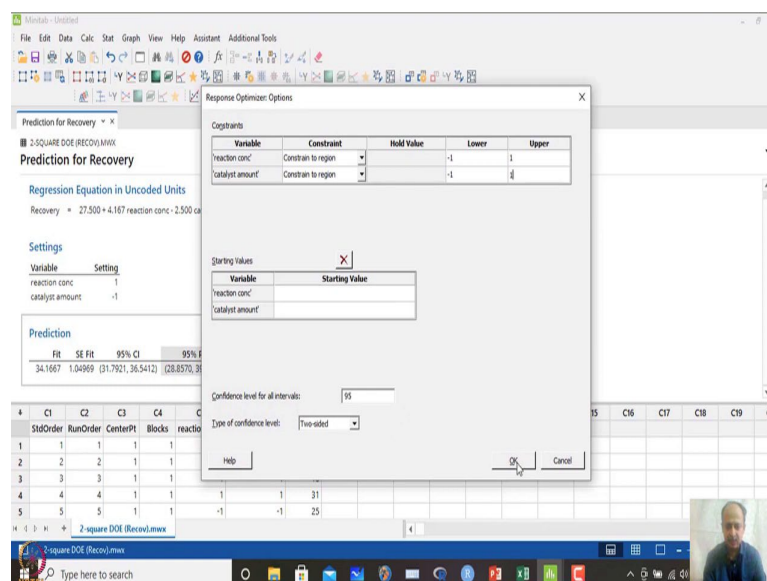 Minitab - Untitled
File Edit Data Calc Stat Graph View Help Assistant Additional Tools
Response Optimizer: Options X
Prediction for Recovery
2-SQUARE DOE (RECOV).MWX
Prediction for Recovery
Regression Equation in Uncoded Units
Recovery = 27.500 + 4.167 reaction conc - 2.500 ca
Settings
Variable Setting
reaction conc 1
catalyst amount -1
Prediction
Fit SE Fit 95% CI 95% P
34.1667 1.04969 (31.7921, 36.5412) (28.8570, 39
Constraints
Variable Constraint Hold Value Lower Upper
'reaction conc' Constrain to region -1 1
'catalyst amount' Constrain to region -1 1
Starting Values
Variable Starting Value
'reaction conc'
'catalyst amount'
Confidence level for all intervals: 95
Type of confidence level: Two-sided
Help OK Cancel
C1 C2 C3 C4 C 15 C16 C17 C18 C19
StdOrder RunOrder CenterPt Blocks reactio
1 1 1 1 1
2 2 2 1 1
3 3 3 1 1
4 4 4 1 1 1 1 31
5 5 5 1 1 -1 -1 25
2-square DOE (Recov).mwx
2-square DOE (Recov).mwx
Type here to search